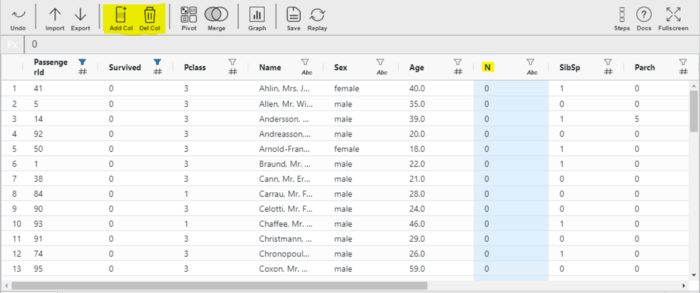 Undo Import Export Add Col Del Col Pivot Merge Graph Save Replay Steps Docs Fullscreen
Fx 0
Passenge rId # Survived # Pclass # Name Abc Sex Abc Age # N Abc SibSp # Parch #
1 41 0 3 Ahlin, Mrs. J... female 40.0 0 1 0
2 5 0 3 Allen, Mr. Wi... male 35.0 0 0 0
3 14 0 3 Andersson, ... male 39.0 0 1 5
4 92 0 3 Andreasson,... male 20.0 0 0 0
5 50 0 3 Arnold-Fran... female 18.0 0 1 0
6 1 0 3 Braund, Mr. ... male 22.0 0 1 0
7 38 0 3 Cann, Mr. Er... male 21.0 0 0 0
8 84 0 1 Carrau, Mr. F... male 28.0 0 0 0
9 90 0 3 Celotti, Mr. F... male 24.0 0 0 0
10 93 0 1 Chaffee, Mr. ... male 46.0 0 1 0
11 91 0 3 Christmann, ... male 29.0 0 0 0
12 74 0 3 Chronopoul... male 26.0 0 1 0
13 95 0 3 Coxon, Mr. ... male 59.0 0 0 0